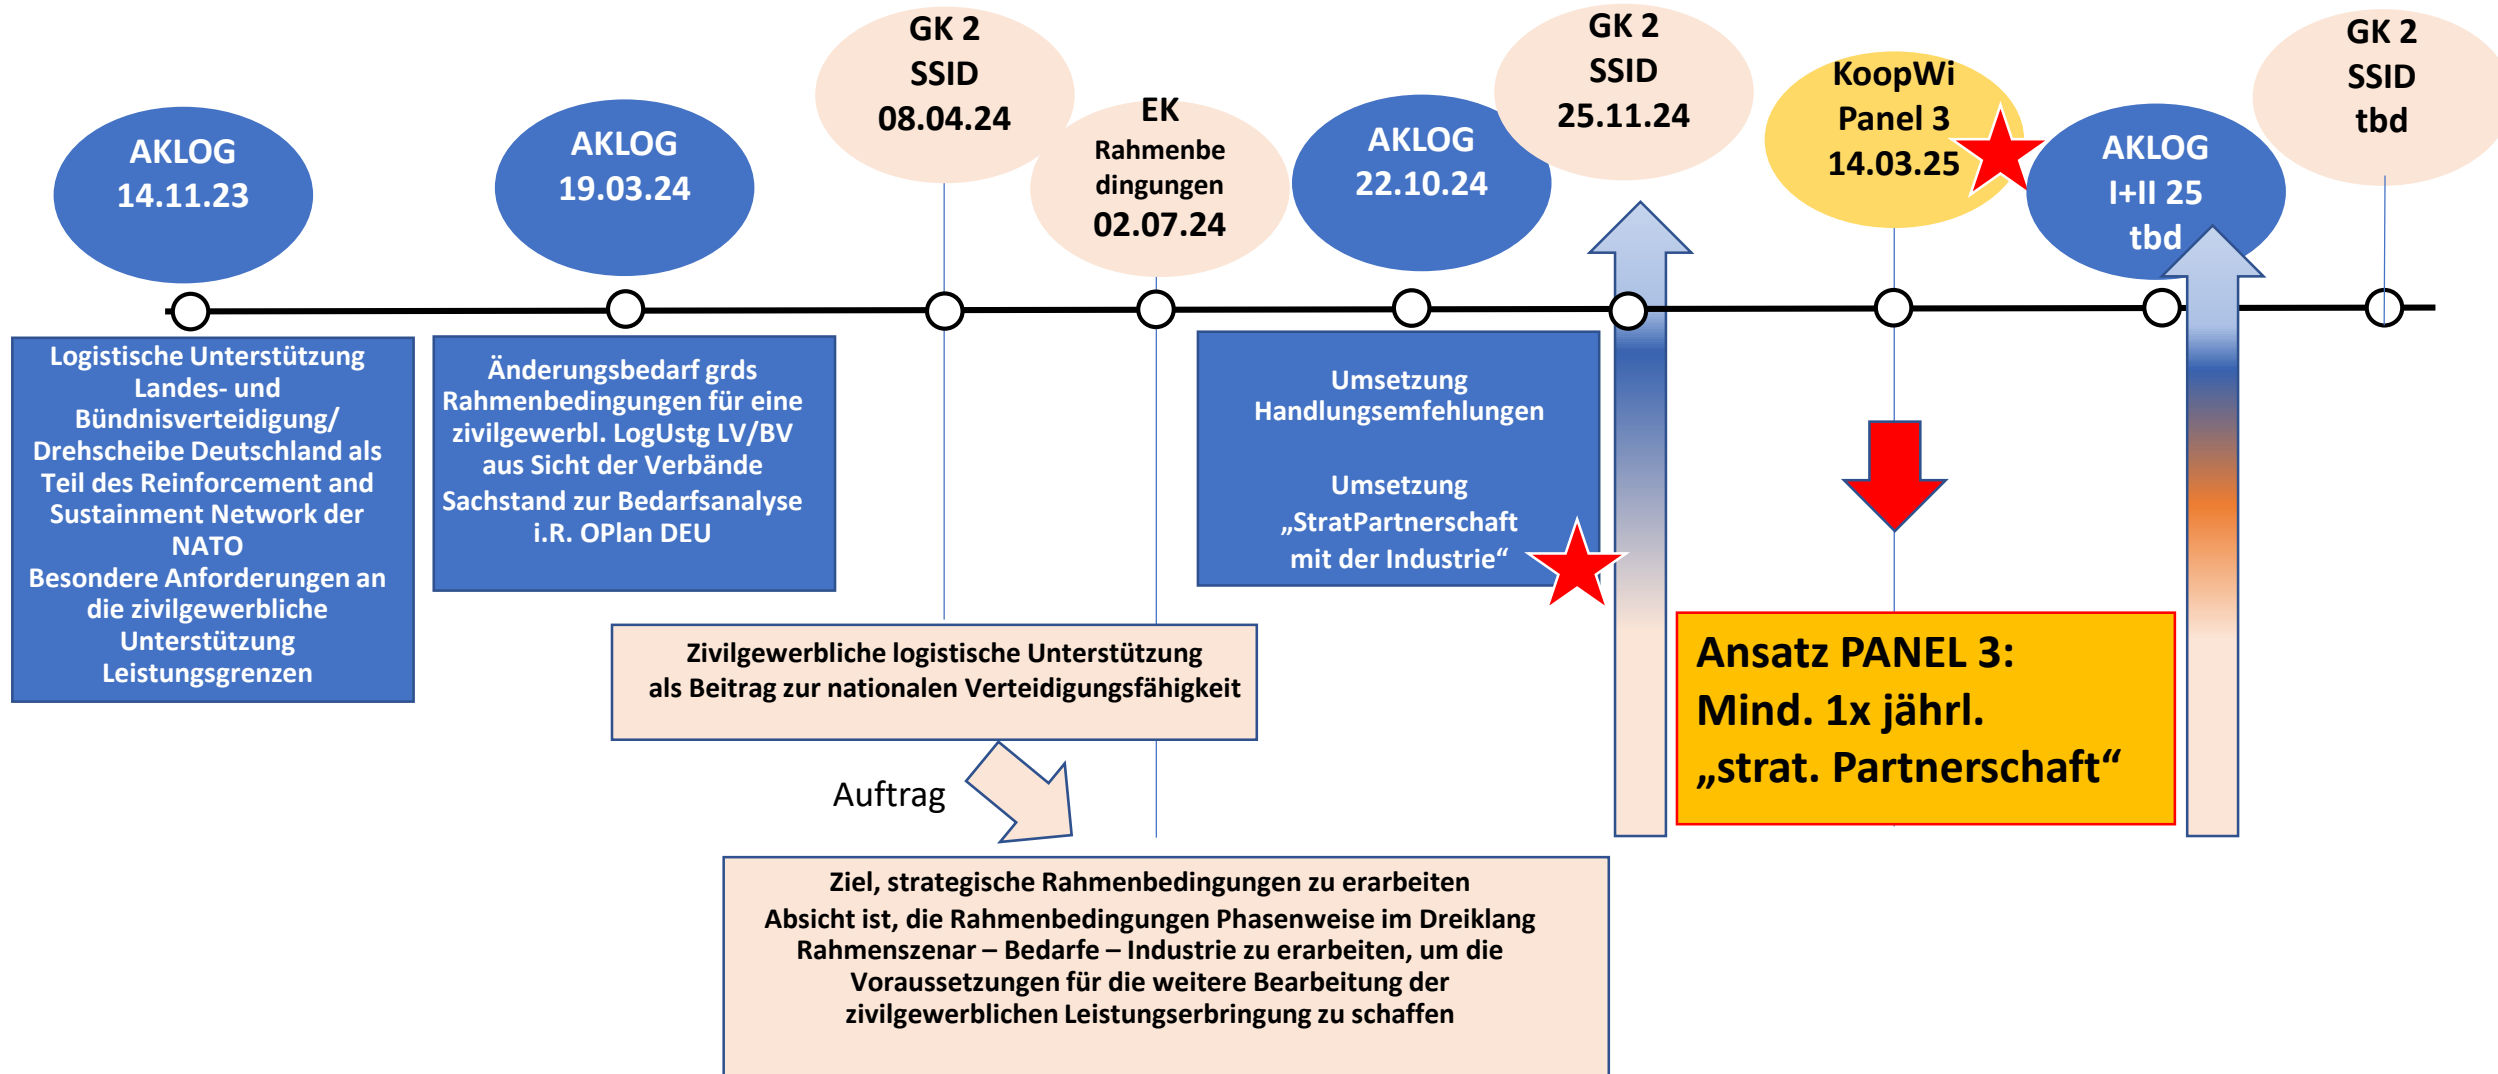 AKLOG
14.11.23
AKLOG
19.03.24
GK 2
SSID
08.04.24
EK
Rahmenbe
dingungen
02.07.24
AKLOG
22.10.24
GK 2
SSID
25.11.24
KoopWi
Panel 3
14.03.25
AKLOG
I+II 25
tbd
GK 2
SSID
tbd
Logistische Unterstützung
Landes- und
Bündnisverteidigung/
Drehscheibe Deutschland als
Teil des Reinforcement and
Sustainment Network der
NATO
Besondere Anforderungen an
die zivilgewerbliche
Unterstützung
Leistungsgrenzen
Änderungsbedarf grds
Rahmenbedingungen für eine
zivilgewerbl. LogUstg LV/BV
aus Sicht der Verbände
Sachstand zur Bedarfsanalyse
i.R. OPlan DEU
Umsetzung
Handlungsemfehlungen
Umsetzung
„StratPartnerschaft
mit der Industrie“
Zivilgewerbliche logistische Unterstützung
als Beitrag zur nationalen Verteidigungsfähigkeit
Ansatz PANEL 3:
Mind. 1x jährl.
„strat. Partnerschaft“
Auftrag
Ziel, strategische Rahmenbedingungen zu erarbeiten
Absicht ist, die Rahmenbedingungen Phasenweise im Dreiklang
Rahmenszenar – Bedarfe – Industrie zu erarbeiten, um die
Voraussetzungen für die weitere Bearbeitung der
zivilgewerblichen Leistungserbringung zu schaffen